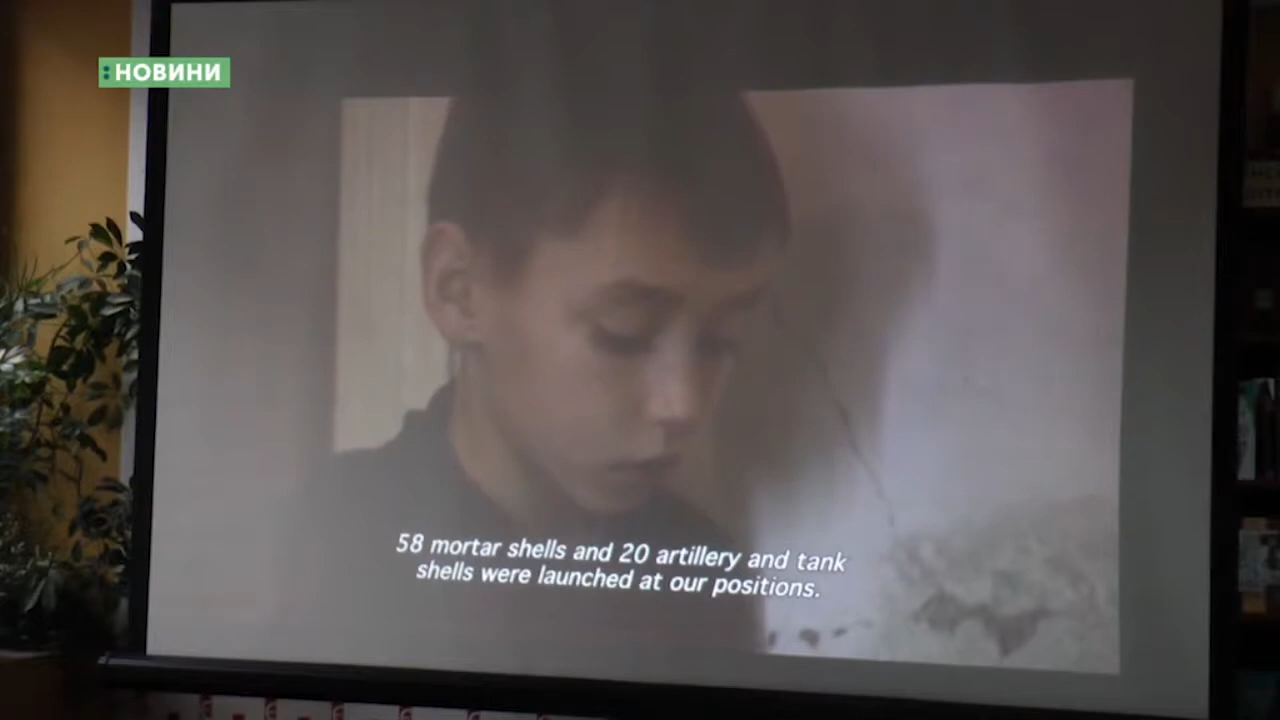 :НОВИНИ
58 mortar shells and 20 artillery and tank
shells were launched at our positions.